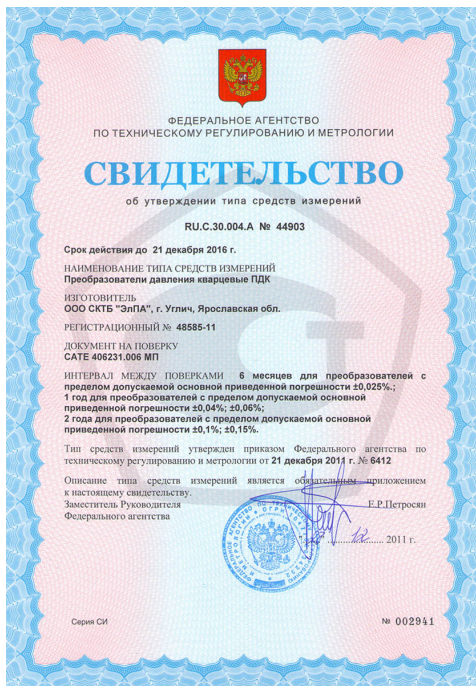 ФЕДЕРАЛЬНОЕ АГЕНТСТВО
ПО ТЕХНИЧЕСКОМУ РЕГУЛИРОВАНИЮ И МЕТРОЛОГИИ
СВИДЕТЕЛЬСТВО
об утверждении типа средств измерений
RU.C.30.004.A № 44903
Срок действия до 21 декабря 2016 г.
НАИМЕНОВАНИЕ ТИПА СРЕДСТВ ИЗМЕРЕНИЙ
Преобразователи давления кварцевые ПДК
ИЗГОТОВИТЕЛЬ
ООО СКТБ "ЭлПА", г. Углич, Ярославская обл.
РЕГИСТРАЦИОННЫЙ № 48585-11
ДОКУМЕНТ НА ПОВЕРКУ
САТЕ 406231.006 МП
ИНТЕРВАЛ МЕЖДУ ПОВЕРКАМИ 6 месяцев для преобразователей с
пределом допускаемой основной приведенной погрешности ±0,025%.;
1 год для преобразователей с пределом допускаемой основной
приведенной погрешности ±0,04%; ±0,06%;
2 года для преобразователей с пределом допускаемой основной
приведенной погрешности ±0,1%; ±0,15%.
Тип средств измерений утвержден приказом Федерального агентства по
техническому регулированию и метрологии от 21 декабря 2011 г. № 6412
Описание типа средств измерений является обязательным приложением
к настоящему свидетельству.
Заместитель Руководителя Е.Р.Петросян
Федерального агентства
12 2011 г.
Серия СИ № 002941